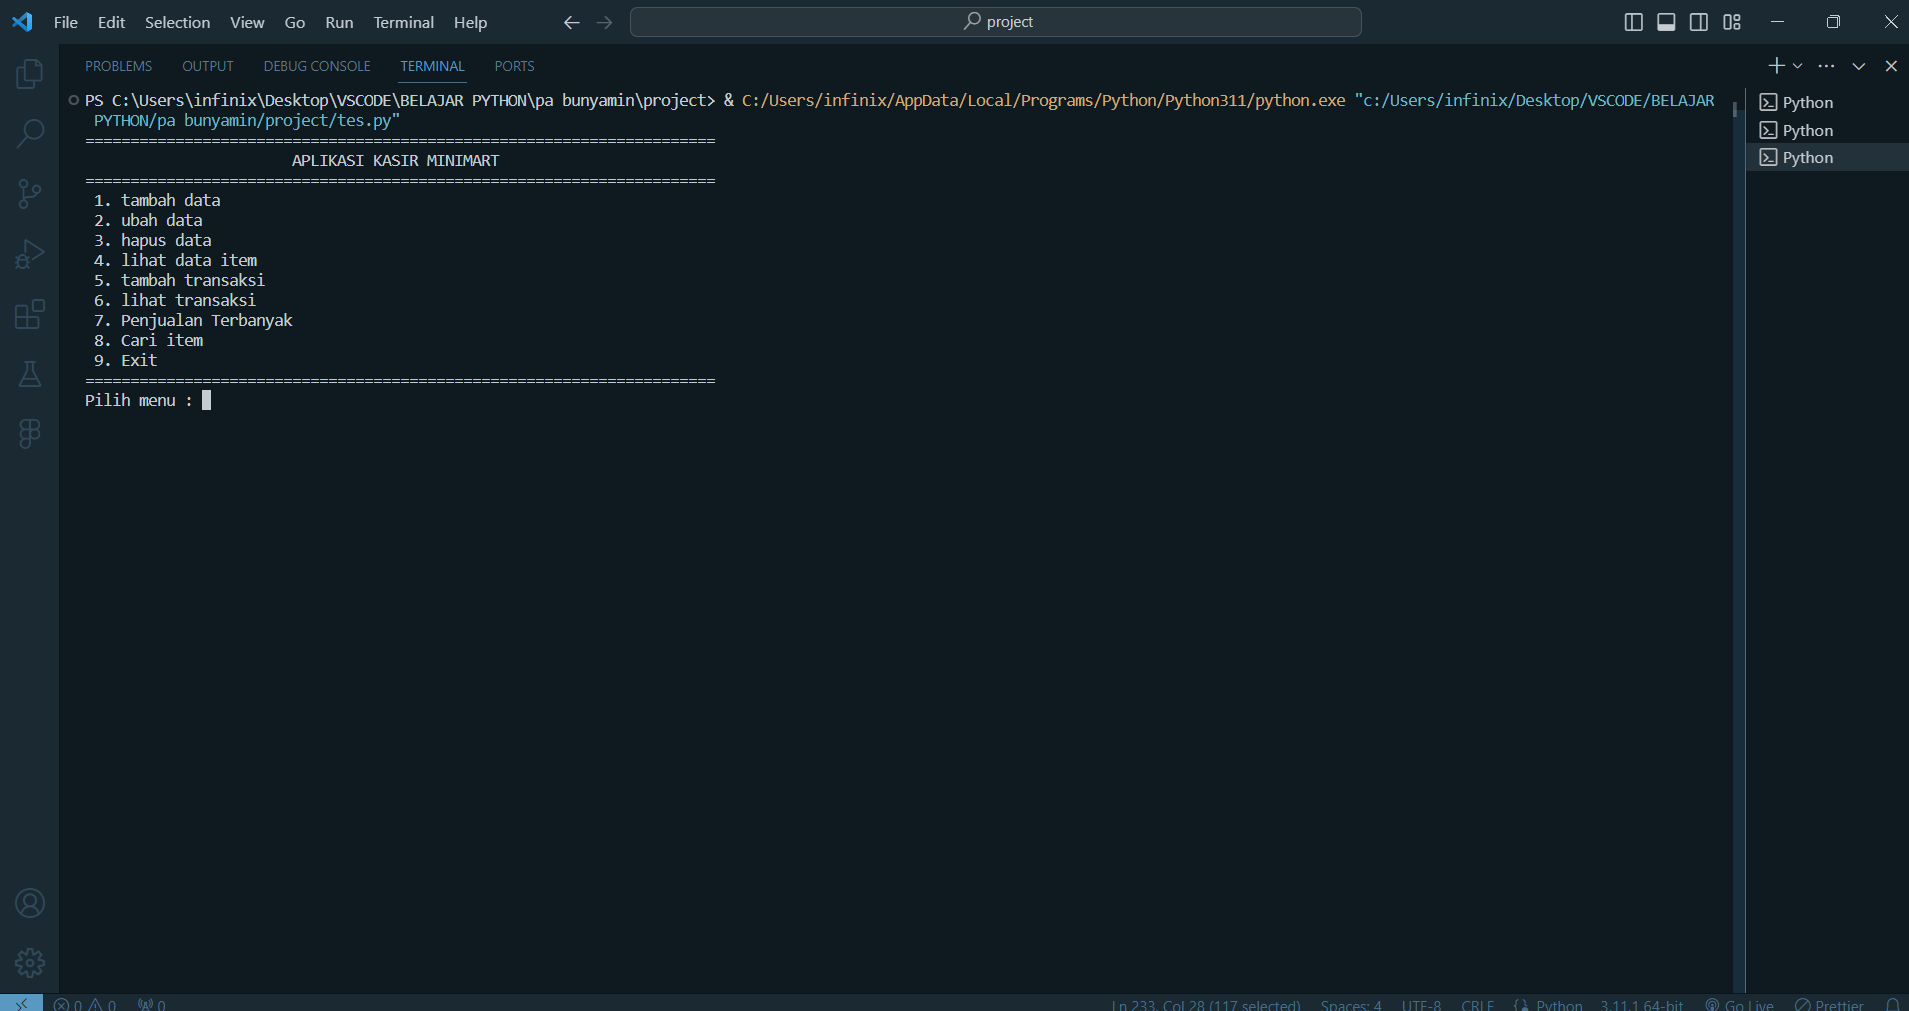 File Edit Selection View Go Run Terminal Help
project
PROBLEMS OUTPUT DEBUG CONSOLE TERMINAL PORTS
PS C:\Users\infinix\Desktop\VSCODE\BELAJAR PYTHON\pa bunyamin\project> & C:/Users/infinix/AppData/Local/Programs/Python/Python311/python.exe "c:/Users/infinix/Desktop/VSCODE/BELAJAR
PYTHON/pa bunyamin/project/tes.py"
======================================================================
APLIKASI KASIR MINIMART
======================================================================
1. tambah data
2. ubah data
3. hapus data
4. lihat data item
5. tambah transaksi
6. lihat transaksi
7. Penjualan Terbanyak
8. Cari item
9. Exit
======================================================================
Pilih menu :
Python
Python
Python
0 0 0 Ln 233, Col 28 (117 selected) Spaces: 4 UTF-8 CRLF Python 3.11.1 64-bit Go Live Prettier